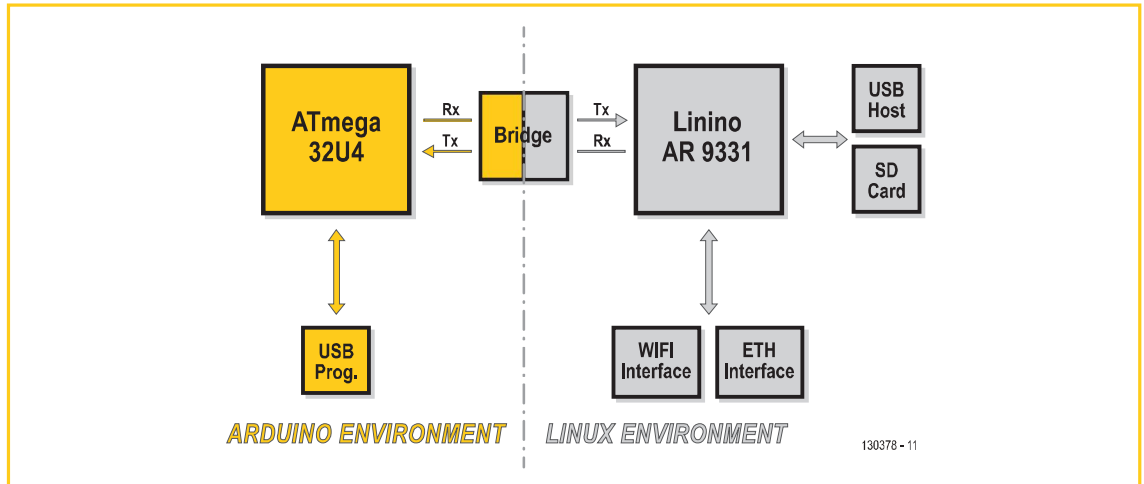 ATmega
32U4
Rx
Tx
Bridge
Tx
Rx
Linino
AR 9331
USB
Host
SD
Card
USB
Prog.
WIFI
Interface
ETH
Interface
ARDUINO ENVIRONMENT
LINUX ENVIRONMENT
130378 - 11